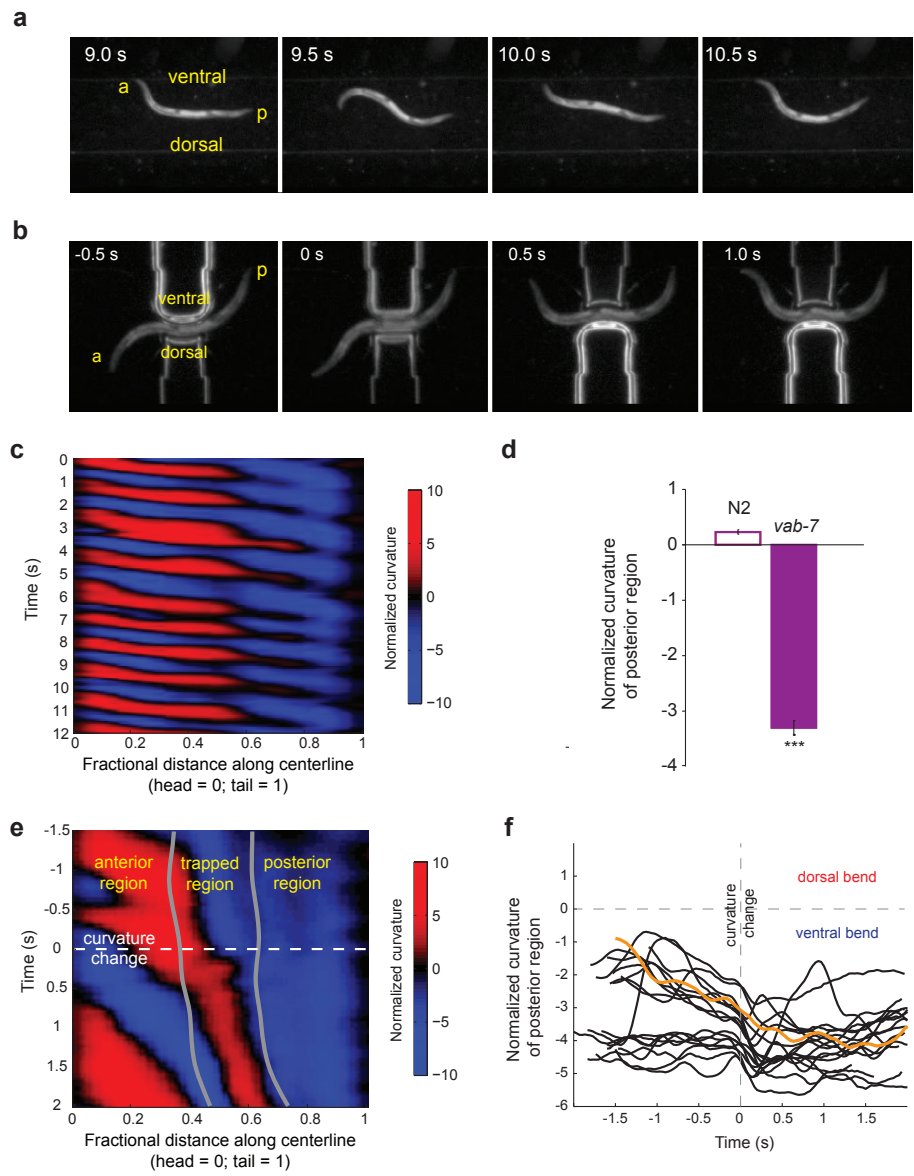 a
9.0 s
9.5 s
10.0 s
10.5 s
a
ventral
p
dorsal
b
-0.5 s
0 s
0.5 s
1.0 s
p
ventral
dorsal
a
c
Time (s)
0
1
2
3
4
5
6
7
8
9
10
11
12
0
0.2
0.4
0.6
0.8
1
Fractional distance along centerline
(head = 0; tail = 1)
Normalized curvature
10
5
0
−5
−10
d
Normalized curvature
of posterior region
1
0
-1
-2
-3
-4
N2
vab-7
***
-
e
Time (s)
-1.5
-1
-0.5
0
0.5
1
1.5
2
anterior
region
trapped
region
posterior
region
curvature
change
0
0.2
0.4
0.6
0.8
1
Fractional distance along centerline
(head = 0; tail = 1)
Normalized curvature
10
5
0
−5
−10
f
Normalized curvature
of posterior region
1
0
-1
-2
-3
-4
-5
-6
curvature
change
dorsal bend
ventral bend
-1.5
-1
-0.5
0
0.5
1
1.5
Time (s)